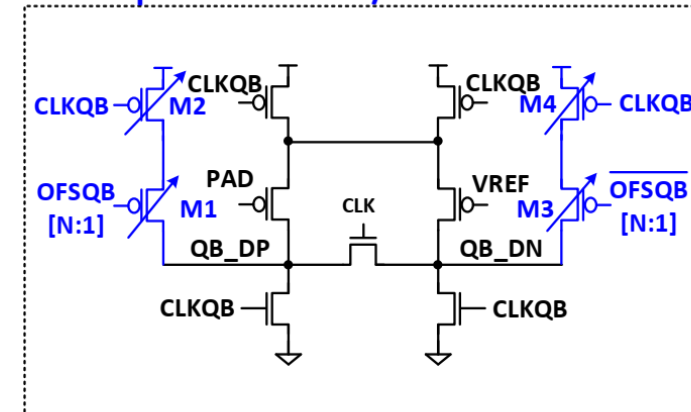 CLKQB
M2
CLKQB
CLKQB
M4
CLKQB
OFSQB
[N:1]
M1
PAD
CLK
VREF
M3
OFSQB
[N:1]
QB_DP
QB_DN
CLKQB
CLKQB